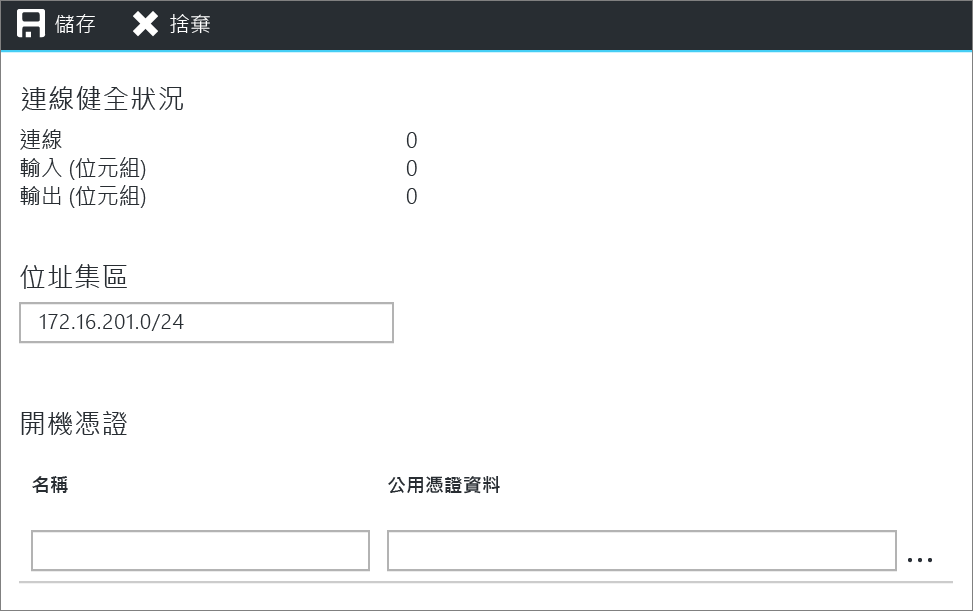 儲存 捨棄
連線健全狀況
連線 0
輸入 (位元組) 0
輸出 (位元組) 0
位址集區
172.16.201.0/24
開機憑證
名稱 公用憑證資料
...